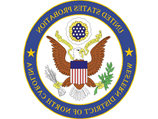 UNITED STATES PROBATION
WESTERN DISTRICT OF NORTH CAROLINA